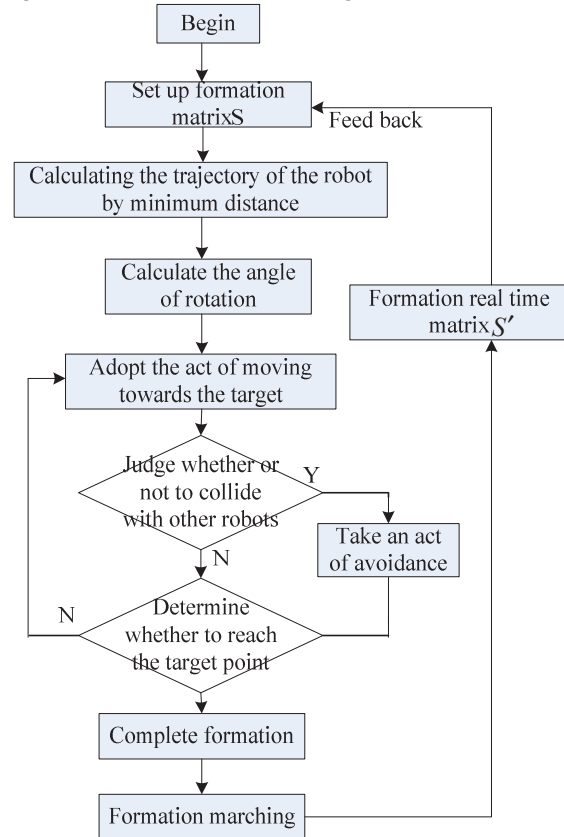 Begin
Set up formation
matrixS
Feed back
Calculating the trajectory of the robot
by minimum distance
Calculate the angle
of rotation
Formation real time
matrix S′
Adopt the act of moving
towards the target
Judge whether or
not to collide
with other robots
Y
Take an act
of avoidance
N
N
Determine
whether to reach
the target point
Complete formation
Formation marching